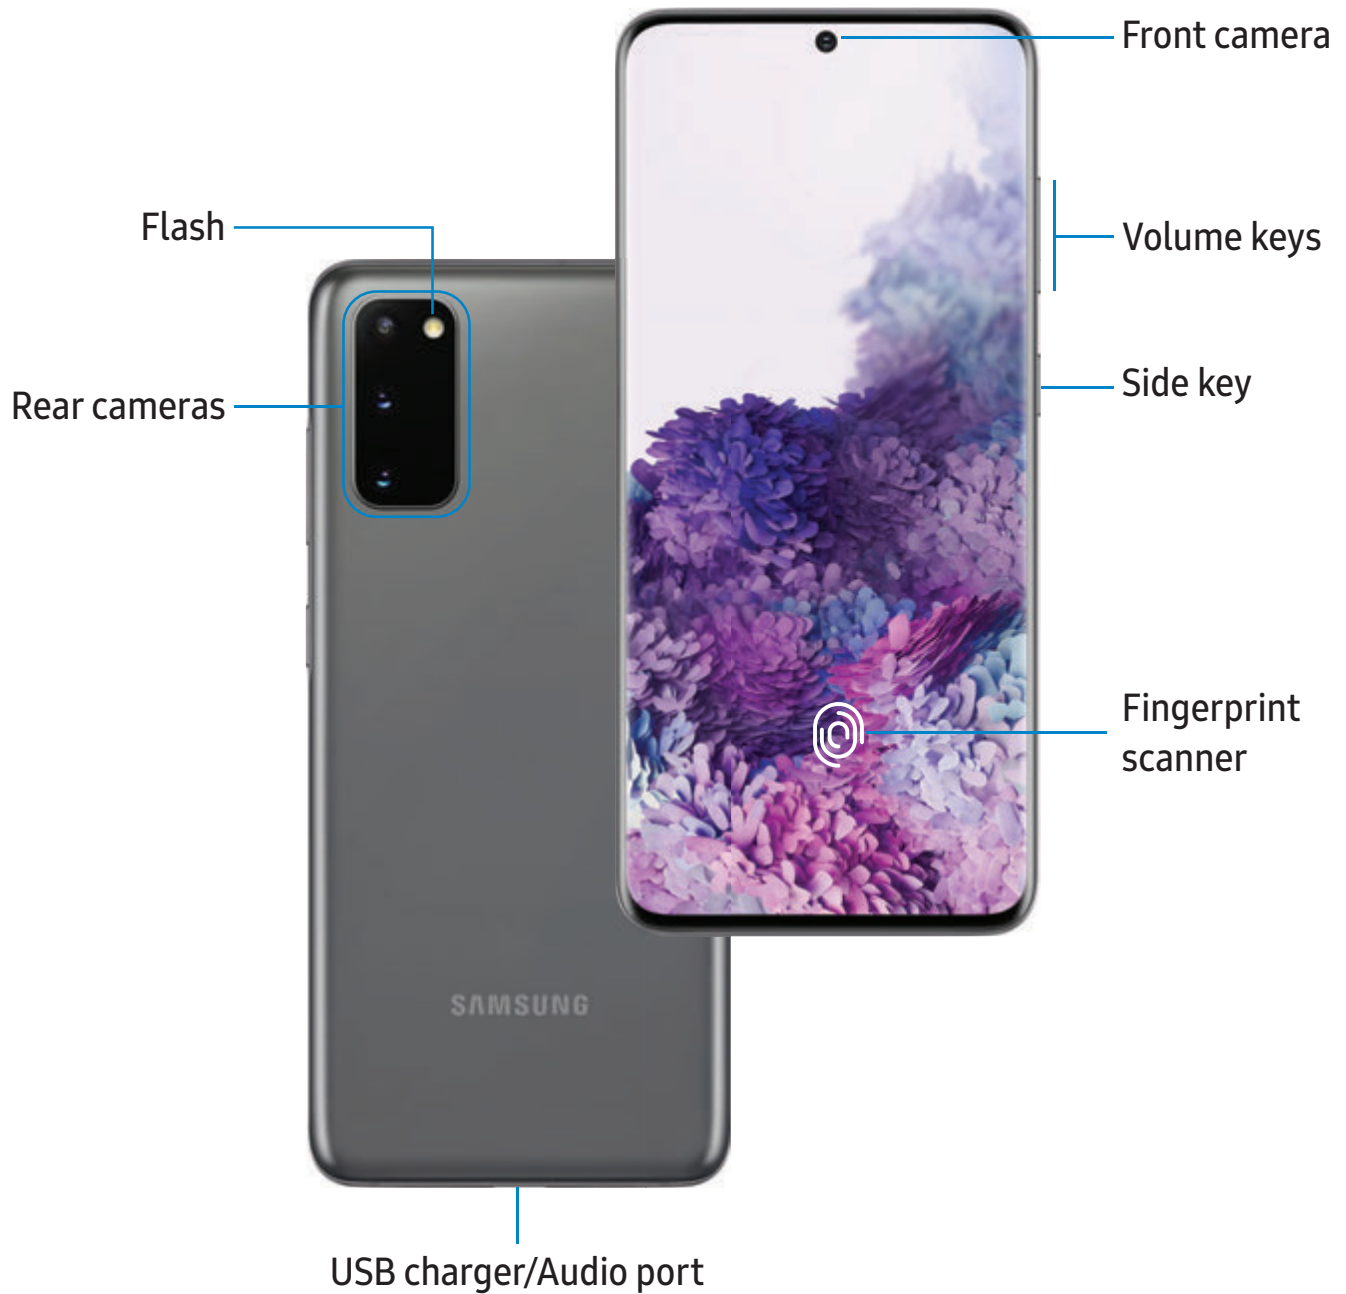 Front camera
Flash
Volume keys
Rear cameras
Side key
Fingerprint
scanner
SAMSUNG
USB charger/Audio port